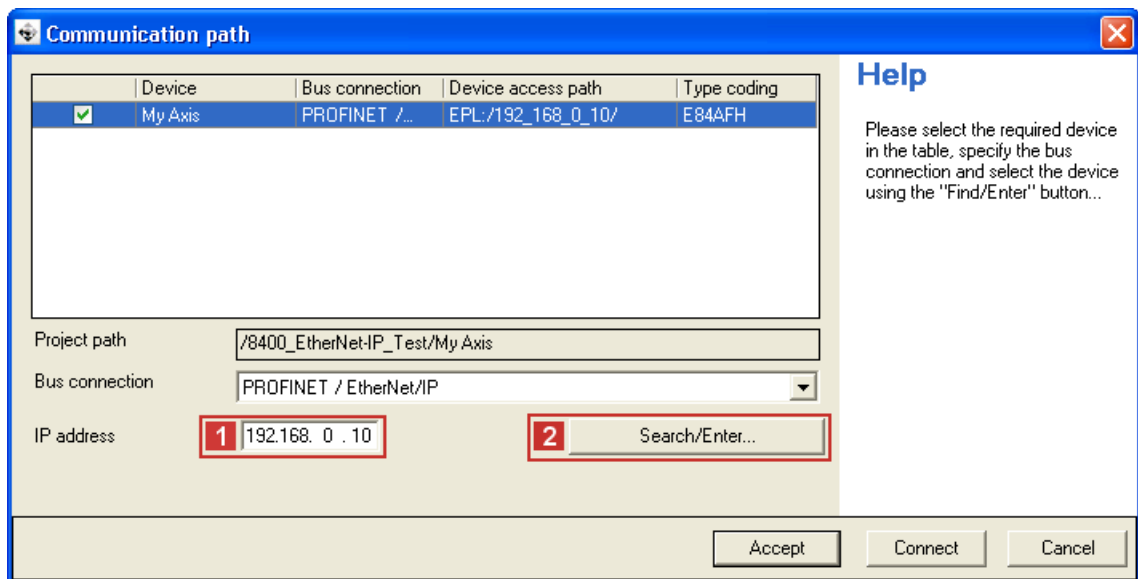 Communication path
Device Bus connection Device access path Type coding
My Axis PROFINET /... EPL:/192_168_0_10/ E84AFH
Project path /8400_EtherNet-IP_Test/My Axis
Bus connection PROFINET / EtherNet/IP
IP address 1 192.168. 0 . 10 2 Search/Enter...
Help
Please select the required device
in the table, specify the bus
connection and select the device
using the "Find/Enter" button...
Accept Connect Cancel